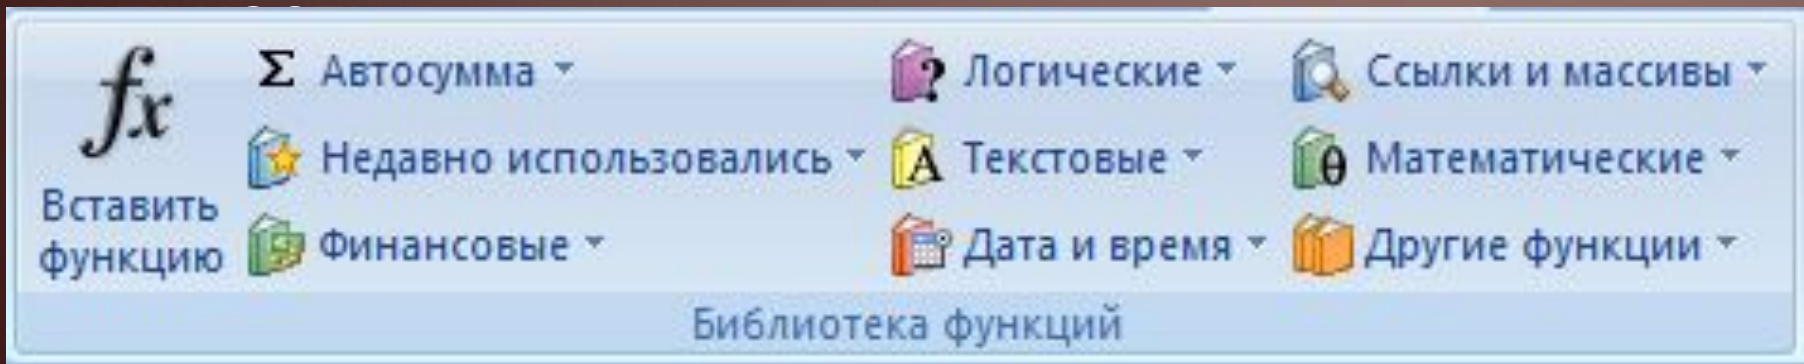 fx
Вставить
функцию
Σ Автосумма
Недавно использовались
Финансовые
? Логические
A Текстовые
Дата и время
Ссылки и массивы
θ Математические
Другие функции
Библиотека функций